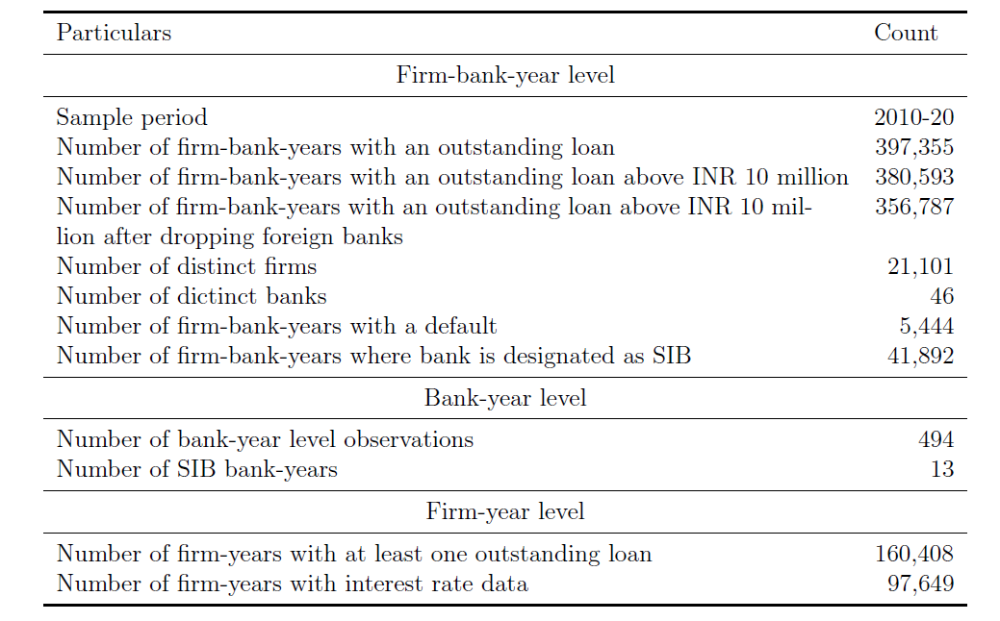 Particulars Count
Firm-bank-year level
Sample period 2010-20
Number of firm-bank-years with an outstanding loan 397,355
Number of firm-bank-years with an outstanding loan above INR 10 million 380,593
Number of firm-bank-years with an outstanding loan above INR 10 mil- 356,787
lion after dropping foreign banks
Number of distinct firms 21,101
Number of dictinct banks 46
Number of firm-bank-years with a default 5,444
Number of firm-bank-years where bank is designated as SIB 41,892
Bank-year level
Number of bank-year level observations 494
Number of SIB bank-years 13
Firm-year level
Number of firm-years with at least one outstanding loan 160,408
Number of firm-years with interest rate data 97,649